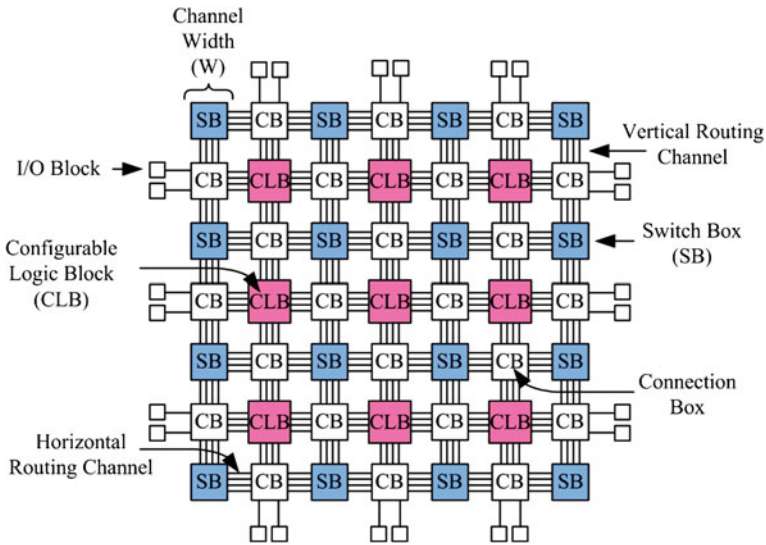 Channel
Width
(W)
SB CB SB CB SB CB SB
Vertical Routing
Channel
I/O Block
CB CLB CB CLB CB CLB CB
SB CB SB CB SB CB SB
Switch Box
(SB)
Configurable
Logic Block
(CLB)
CB CLB CB CLB CB CLB CB
SB CB SB CB SB CB SB
Connection
Box
CB CLB CB CLB CB CLB CB
Horizontal
Routing Channel
SB CB SB CB SB CB SB